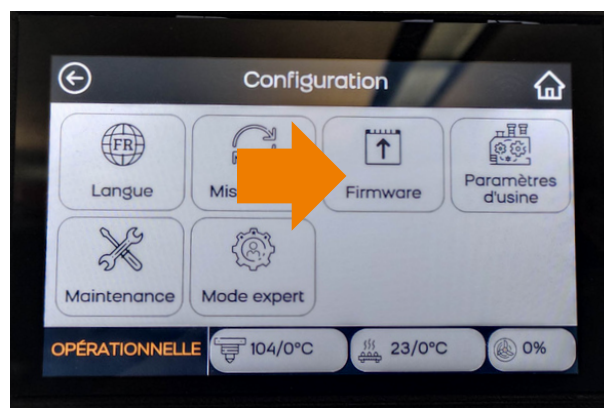 Configuration
FR
Langue
Firmware
Paramètres
d'usine
Maintenance
Mode expert
OPÉRATIONNELLE
104/0°C
23/0°C
0%